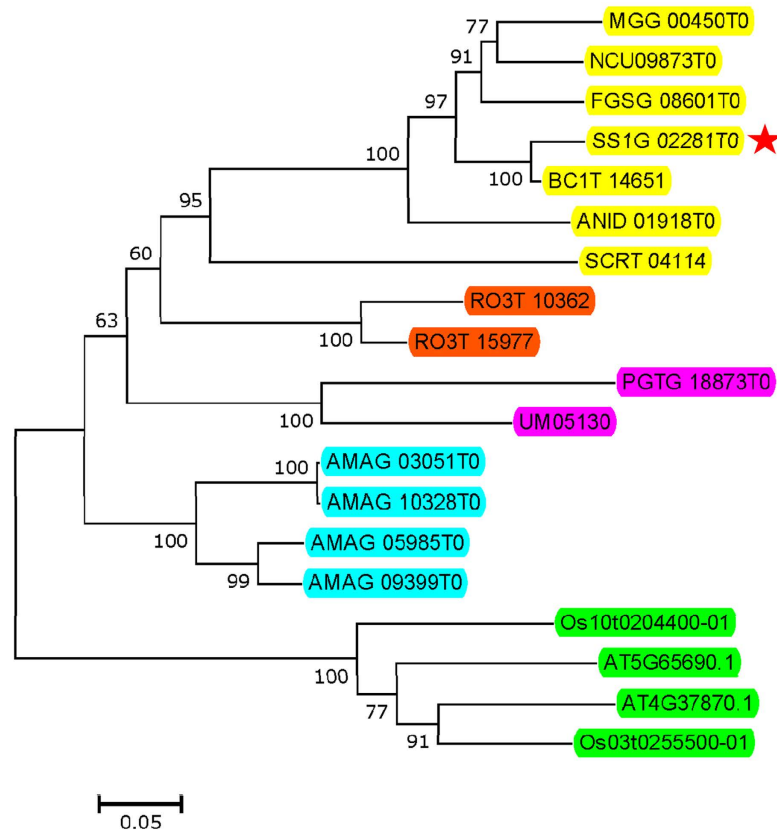 77
MGG 00450T0
91
NCU09873T0
97
FGSG 08601T0
100
SS1G 02281T0
100
BC1T 14651
95
ANID 01918T0
60
SCRT 04114
63
RO3T 10362
100
RO3T 15977
PGTG 18873T0
100
UM05130
100
AMAG 03051T0
AMAG 10328T0
100
AMAG 05985T0
99
AMAG 09399T0
Os10t0204400-01
100
AT5G65690.1
77
AT4G37870.1
91
Os03t0255500-01
0.05